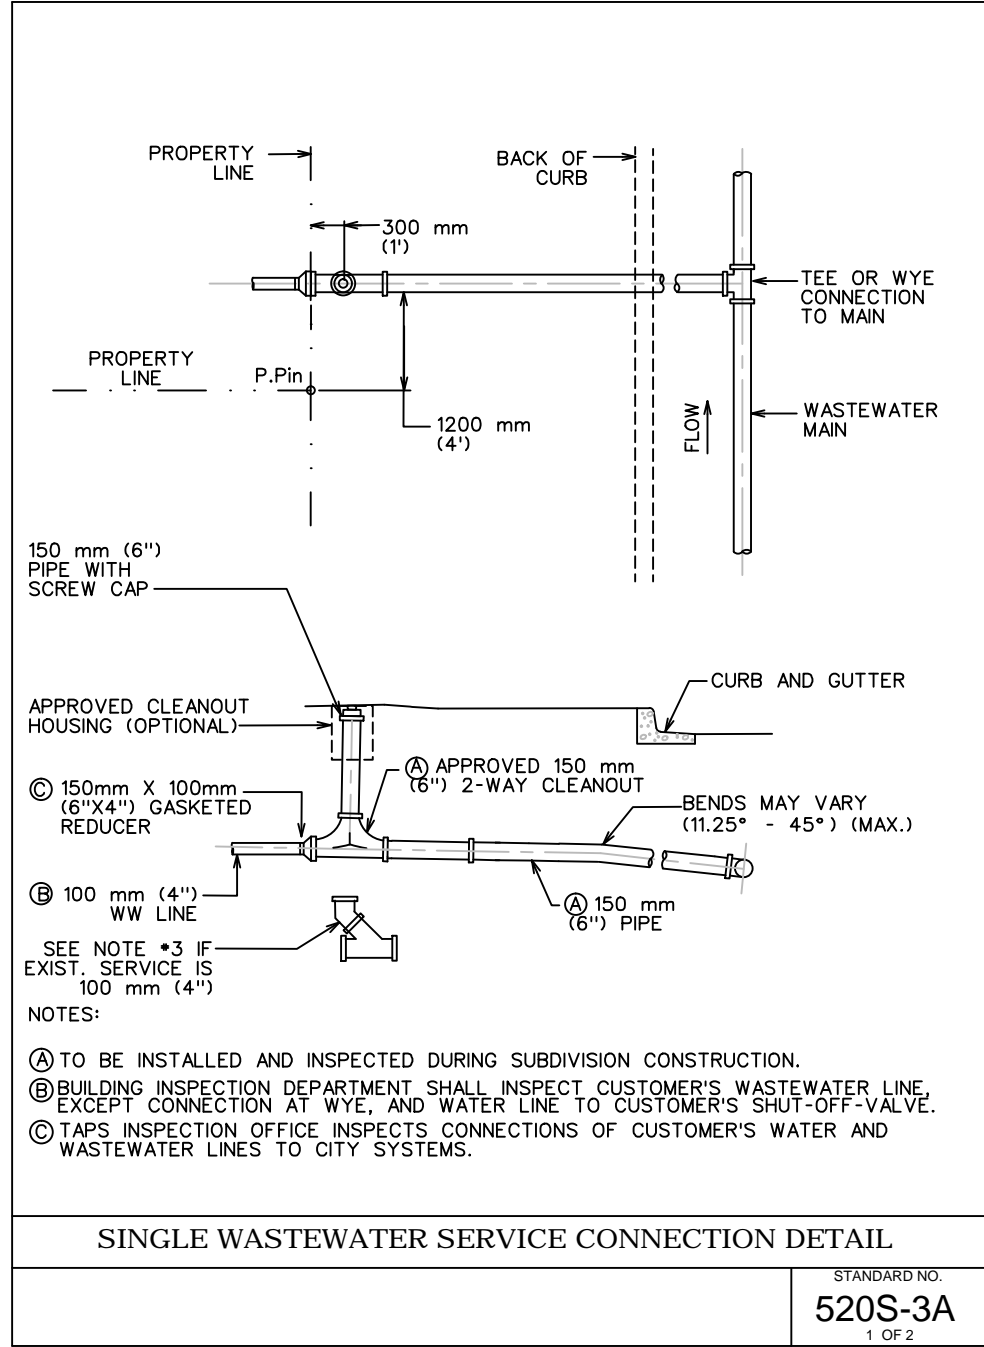 PROPERTY
LINE
BACK OF
CURB
300 mm
(1')
TEE OR WYE
CONNECTION
TO MAIN
PROPERTY
LINE
P.Pin
1200 mm
(4')
FLOW
WASTEWATER
MAIN
150 mm (6")
PIPE WITH
SCREW CAP
CURB AND GUTTER
APPROVED CLEANOUT
HOUSING (OPTIONAL)
Ⓐ APPROVED 150 mm
(6") 2-WAY CLEANOUT
Ⓒ 150mm X 100mm
(6"X4") GASKETED
REDUCER
BENDS MAY VARY
(11.25° - 45°) (MAX.)
Ⓑ 100 mm (4")
WW LINE
Ⓐ 150 mm
(6") PIPE
SEE NOTE *3 IF
EXIST. SERVICE IS
100 mm (4")
NOTES:
Ⓐ TO BE INSTALLED AND INSPECTED DURING SUBDIVISION CONSTRUCTION.
Ⓑ BUILDING INSPECTION DEPARTMENT SHALL INSPECT CUSTOMER'S WASTEWATER LINE,
EXCEPT CONNECTION AT WYE, AND WATER LINE TO CUSTOMER'S SHUT-OFF-VALVE.
Ⓒ TAPS INSPECTION OFFICE INSPECTS CONNECTIONS OF CUSTOMER'S WATER AND
WASTEWATER LINES TO CITY SYSTEMS.
SINGLE WASTEWATER SERVICE CONNECTION DETAIL
STANDARD NO.
520S-3A
1 OF 2